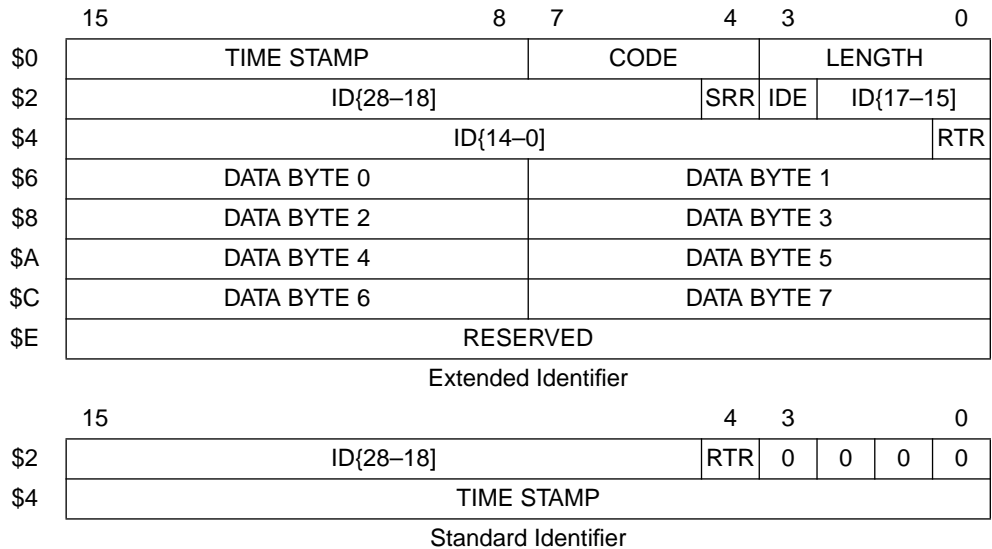 15 8 7 4 3 0
$0 TIME STAMP CODE LENGTH
$2 ID{28–18] SRR IDE ID{17–15]
$4 ID{14–0] RTR
$6 DATA BYTE 0 DATA BYTE 1
$8 DATA BYTE 2 DATA BYTE 3
$A DATA BYTE 4 DATA BYTE 5
$C DATA BYTE 6 DATA BYTE 7
$E RESERVED
Extended Identifier
15 4 3 0
$2 ID{28–18] RTR 0 0 0 0
$4 TIME STAMP
Standard Identifier